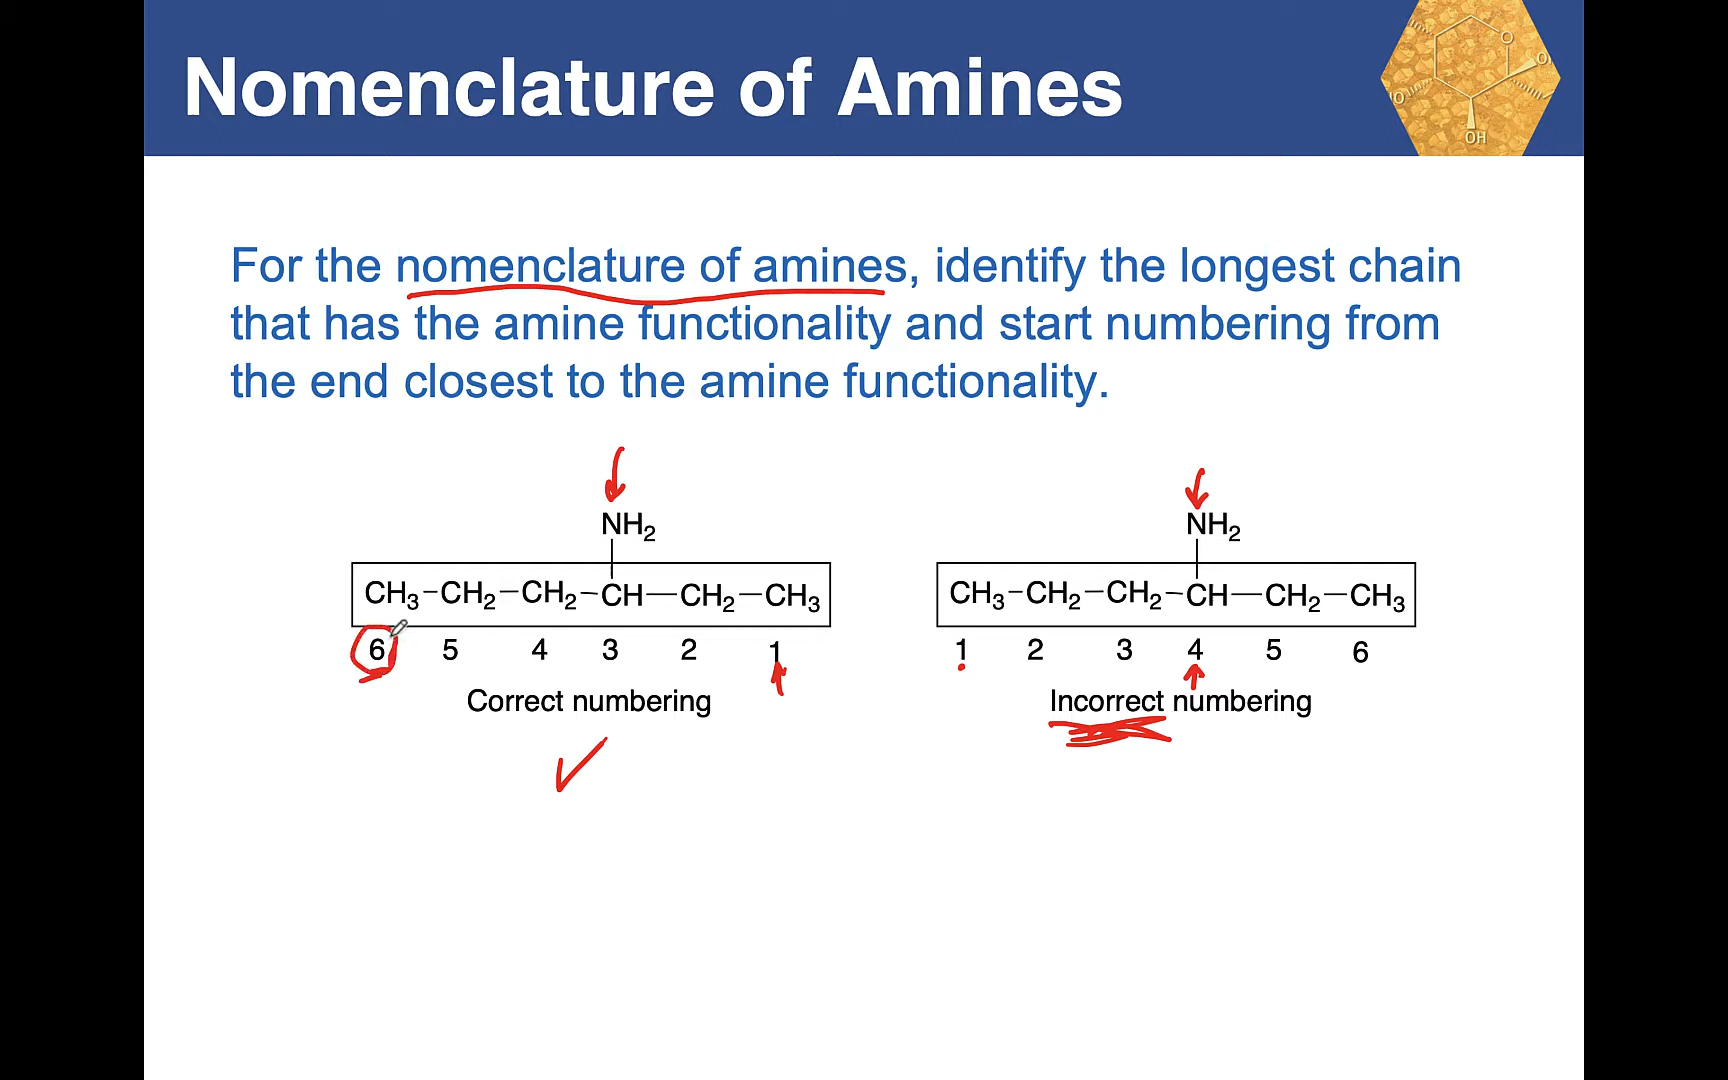 Nomenclature of Amines
O
O
O
OH
For the nomenclature of amines, identify the longest chain
that has the amine functionality and start numbering from
the end closest to the amine functionality.
NH₂
CH₃–CH₂–CH₂–CH–CH₂–CH₃
6 5 4 3 2 1
Correct numbering
NH₂
CH₃–CH₂–CH₂–CH–CH₂–CH₃
1 2 3 4 5 6
Incorrect numbering